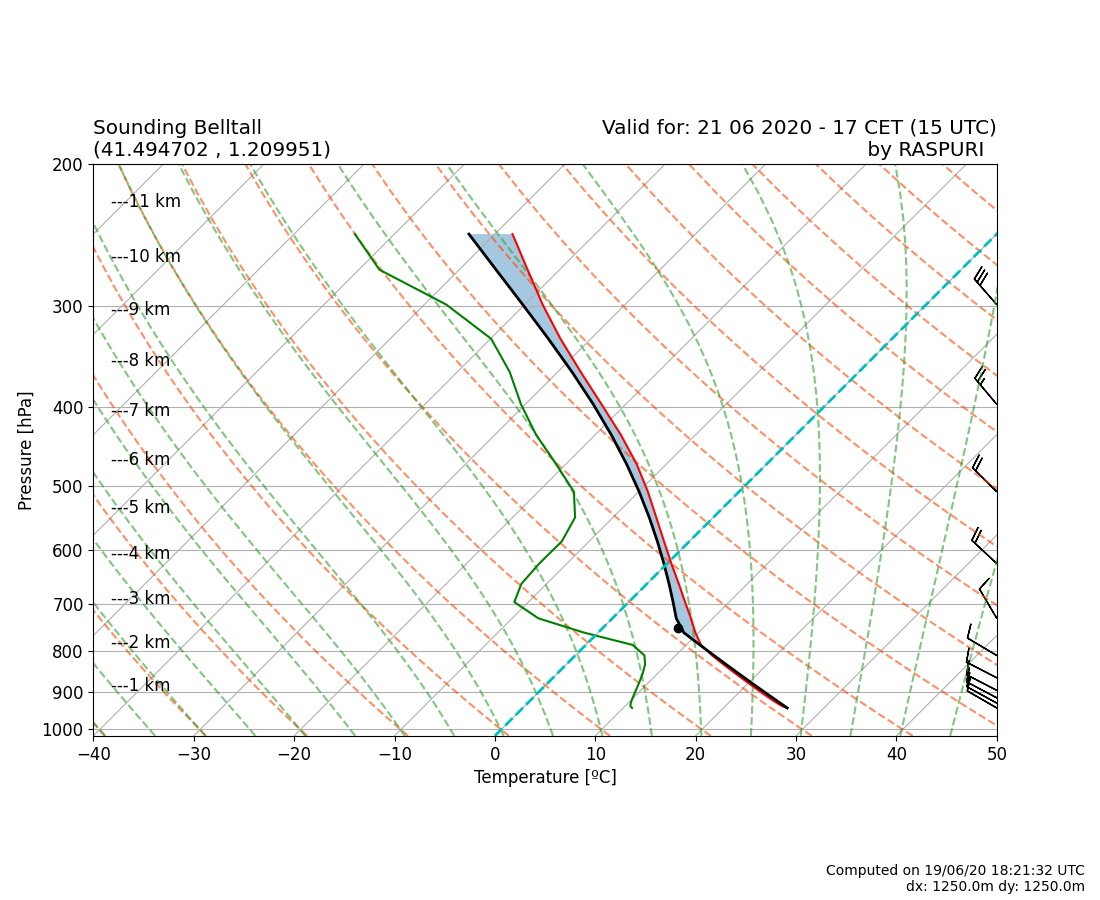 Sounding Belltall
(41.494702 , 1.209951)
Valid for: 21 06 2020 - 17 CET (15 UTC)
by RASPURI
200
300
400
500
600
700
800
900
1000
Pressure [hPa]
---11 km
---10 km
---9 km
---8 km
---7 km
---6 km
---5 km
---4 km
---3 km
---2 km
---1 km
−40 −30 −20 −10 0 10 20 30 40 50
Temperature [ºC]
Computed on 19/06/20 18:21:32 UTC
dx: 1250.0m dy: 1250.0m